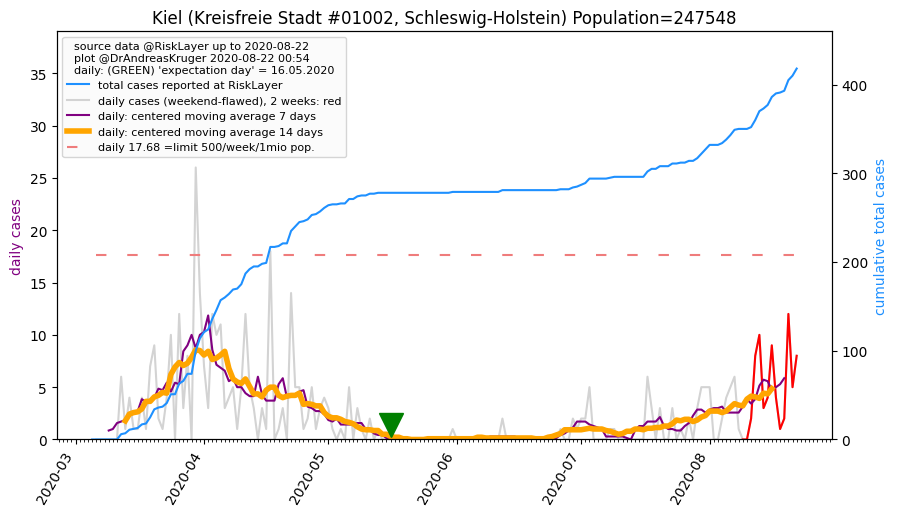 Kiel (Kreisfreie Stadt #01002, Schleswig-Holstein) Population=247548
source data @RiskLayer up to 2020-08-22
plot @DrAndreasKruger 2020-08-22 00:54
daily: (GREEN) 'expectation day' = 16.05.2020
total cases reported at RiskLayer
daily cases (weekend-flawed), 2 weeks: red
daily: centered moving average 7 days
daily: centered moving average 14 days
daily 17.68 =limit 500/week/1mio pop.
daily cases
35
30
25
20
15
10
5
0
400
300
200
100
0
cumulative total cases
2020-03
2020-04
2020-05
2020-06
2020-07
2020-08